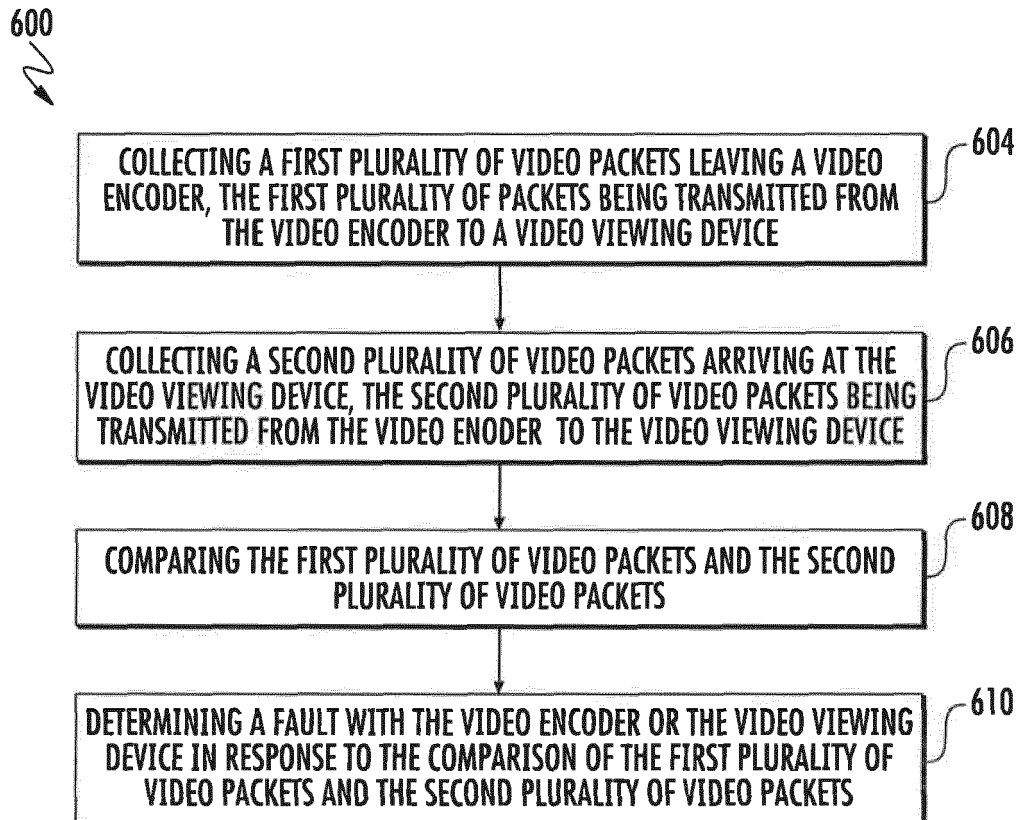 600
COLLECTING A FIRST PLURALITY OF VIDEO PACKETS LEAVING A VIDEO
ENCODER, THE FIRST PLURALITY OF PACKETS BEING TRANSMITTED FROM
THE VIDEO ENCODER TO A VIDEO VIEWING DEVICE
604
COLLECTING A SECOND PLURALITY OF VIDEO PACKETS ARRIVING AT THE
VIDEO VIEWING DEVICE, THE SECOND PLURALITY OF VIDEO PACKETS BEING
TRANSMITTED FROM THE VIDEO ENODER TO THE VIDEO VIEWING DEVICE
606
COMPARING THE FIRST PLURALITY OF VIDEO PACKETS AND THE SECOND
PLURALITY OF VIDEO PACKETS
608
DETERMINING A FAULT WITH THE VIDEO ENCODER OR THE VIDEO VIEWING
DEVICE IN RESPONSE TO THE COMPARISON OF THE FIRST PLURALITY OF
VIDEO PACKETS AND THE SECOND PLURALITY OF VIDEO PACKETS
610